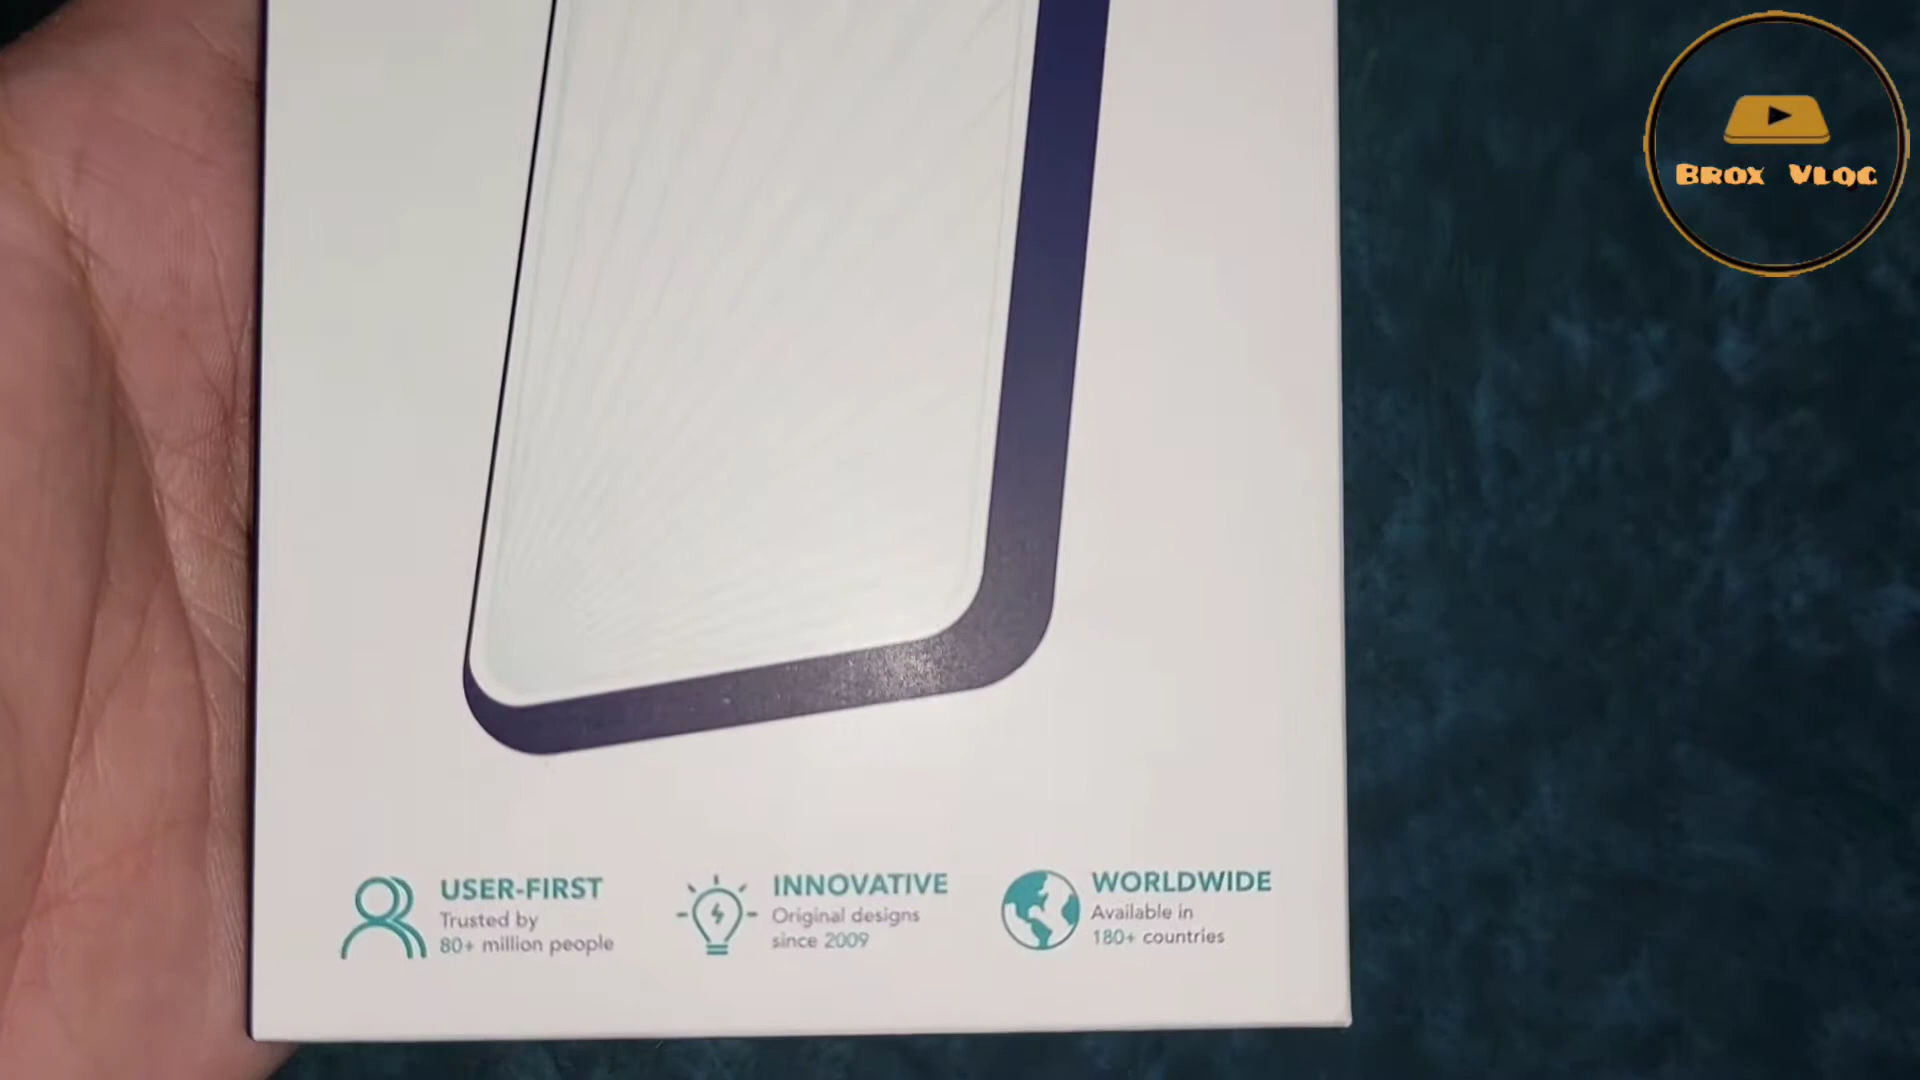 Brox Vlog
USER-FIRST
Trusted by
80+ million people
INNOVATIVE
Original designs
since 2009
WORLDWIDE
Available in
180+ countries